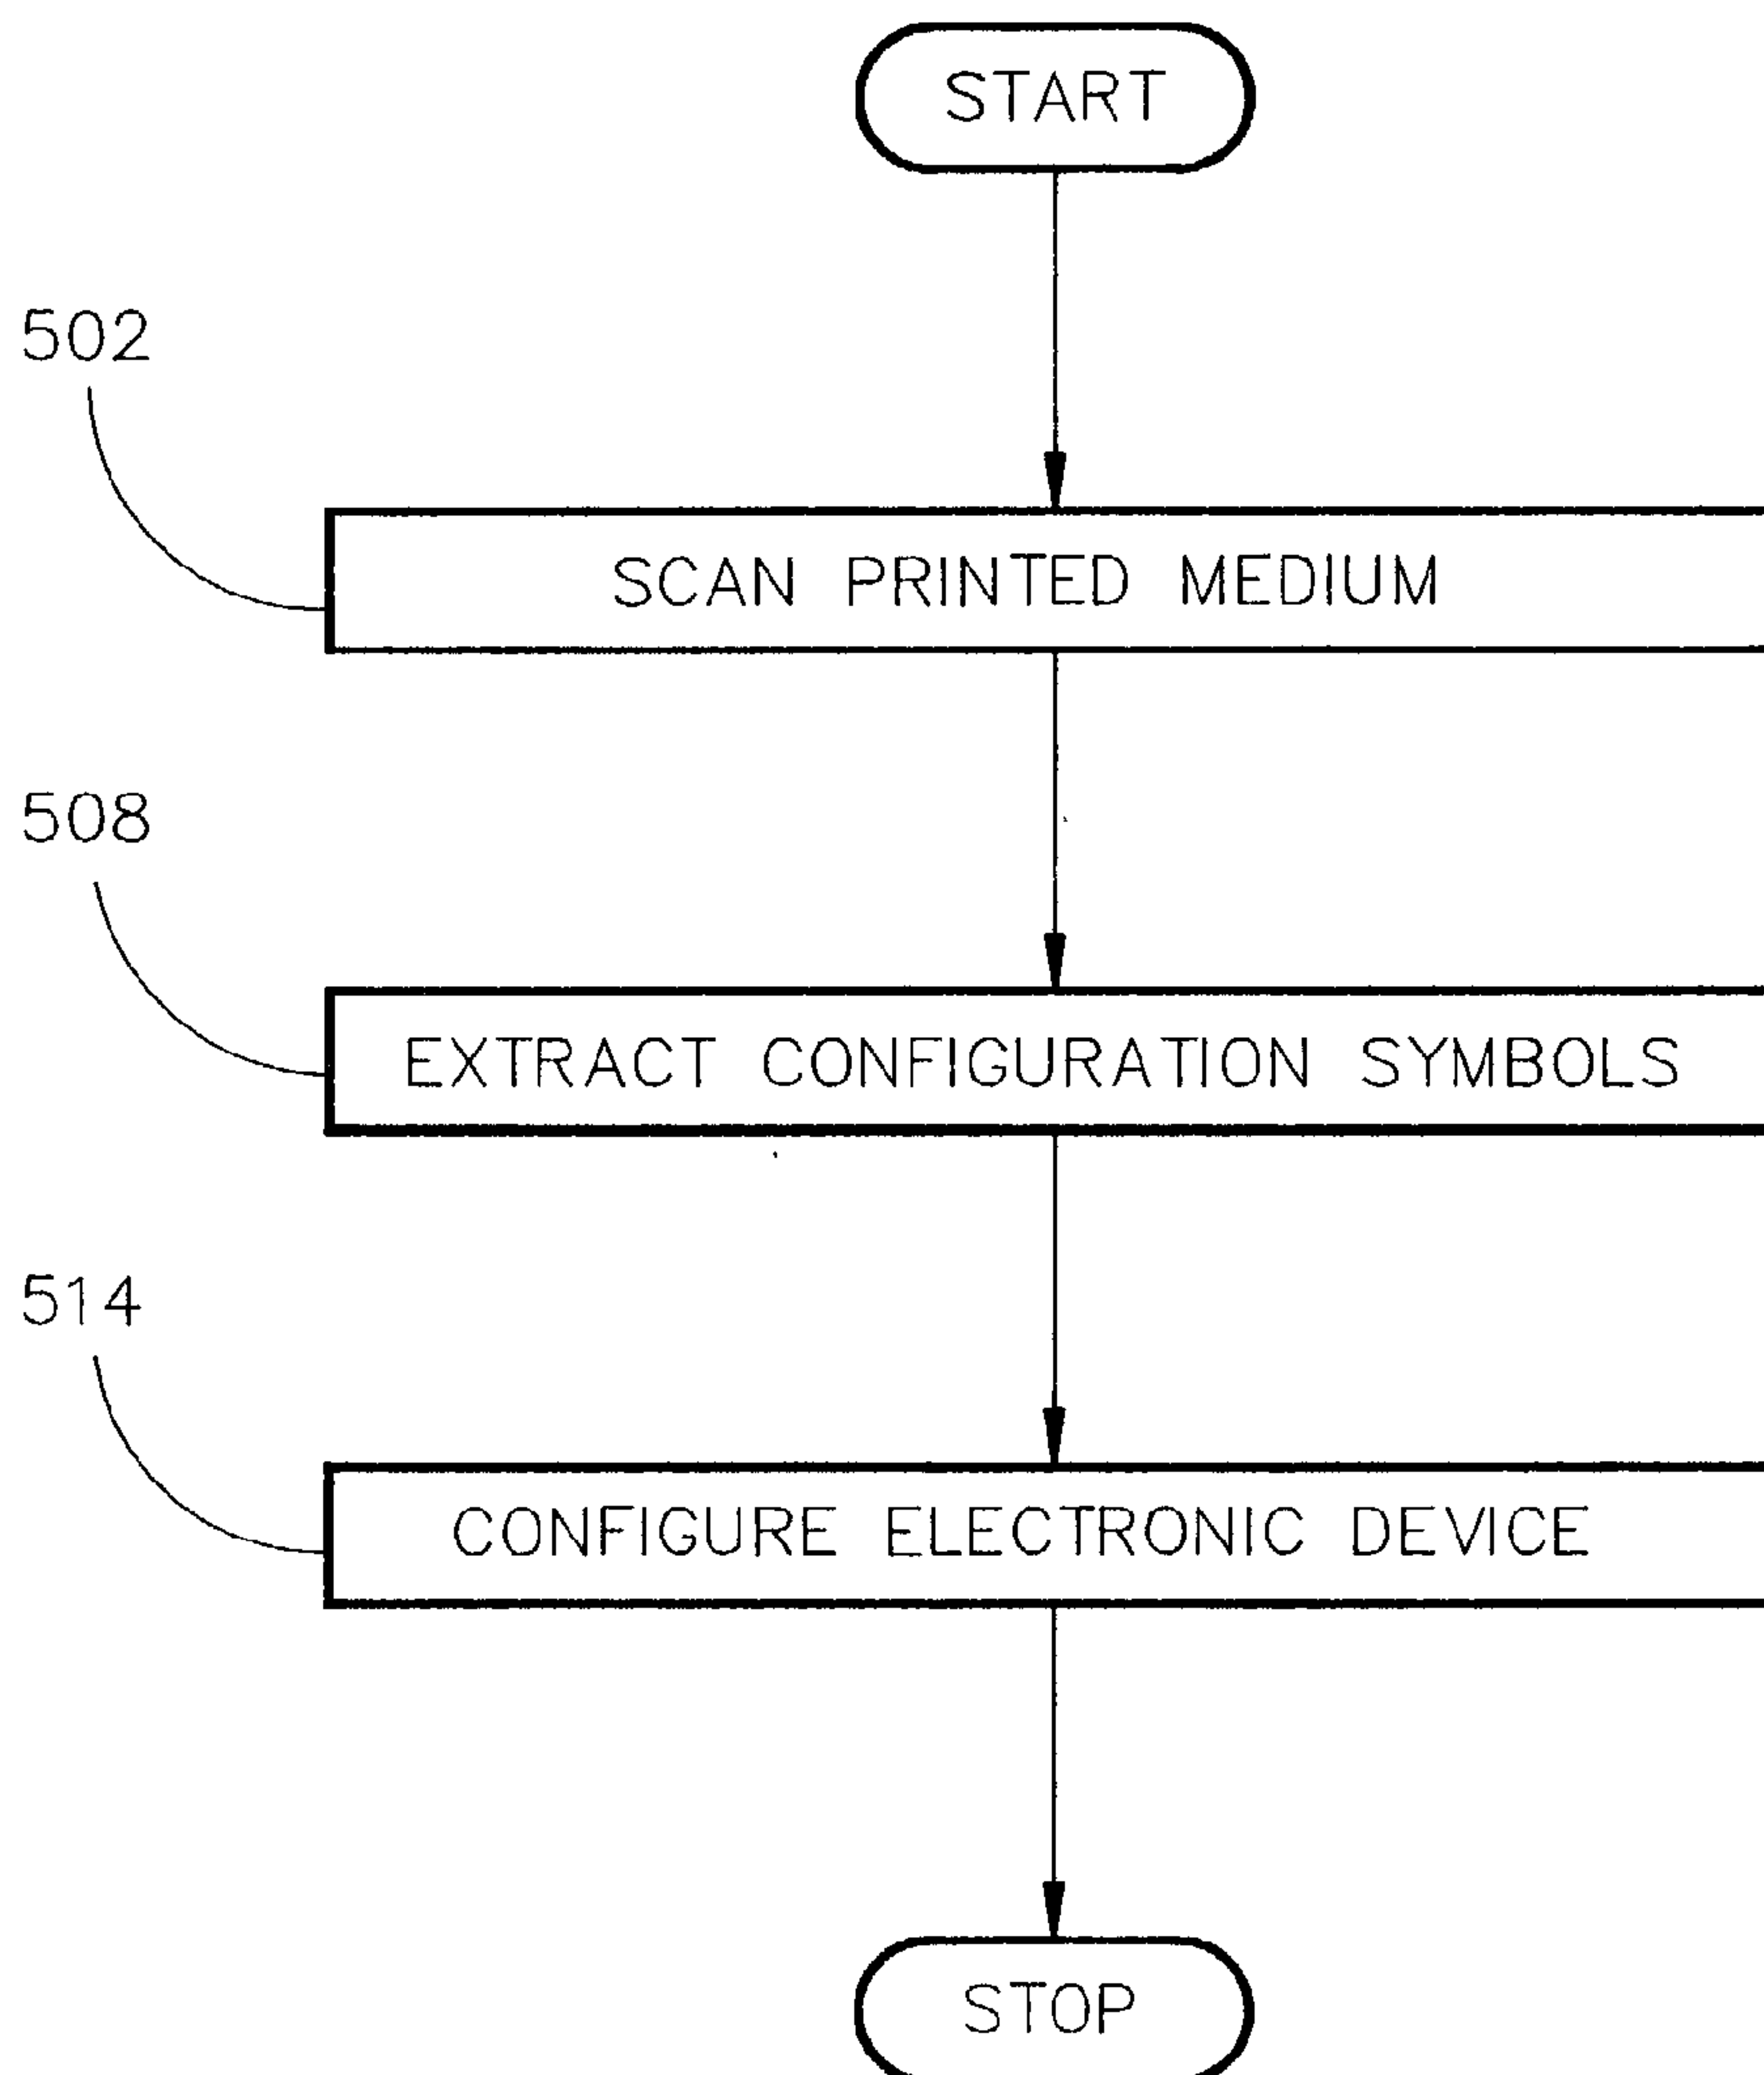 START
502
SCAN PRINTED MEDIUM
508
EXTRACT CONFIGURATION SYMBOLS
514
CONFIGURE ELECTRONIC DEVICE
STOP